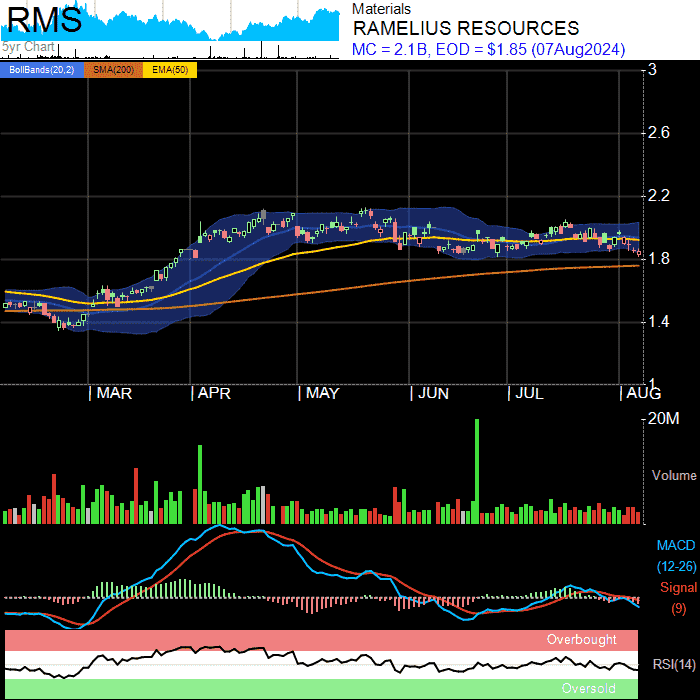 RMS
5yr Chart
Materials
RAMELIUS RESOURCES
MC = 2.1B, EOD = $1.85 (07Aug2024)
BollBands(20,2) SMA(200) EMA(50)
3
2.6
2.2
1.8
1.4
1
MAR APR MAY JUN JUL AUG
20M
Volume
MACD
(12-26)
Signal
(9)
Overbought
RSI(14)
Oversold